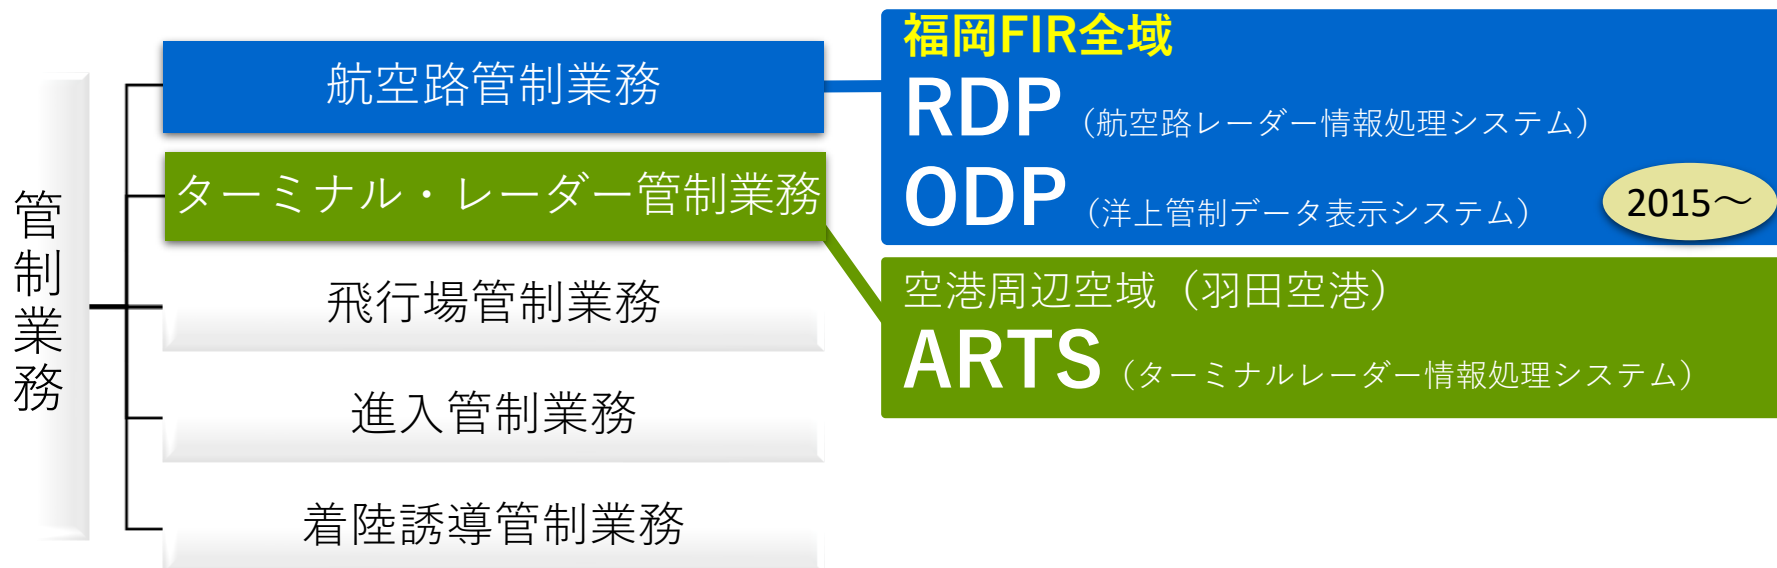 管制業務
航空路管制業務
ターミナル・レーダー管制業務
飛行場管制業務
進入管制業務
着陸誘導管制業務
福岡FIR全域
RDP（航空路レーダー情報処理システム）
ODP（洋上管制データ表示システム）
2015～
空港周辺空域（羽田空港）
ARTS（ターミナルレーダー情報処理システム）